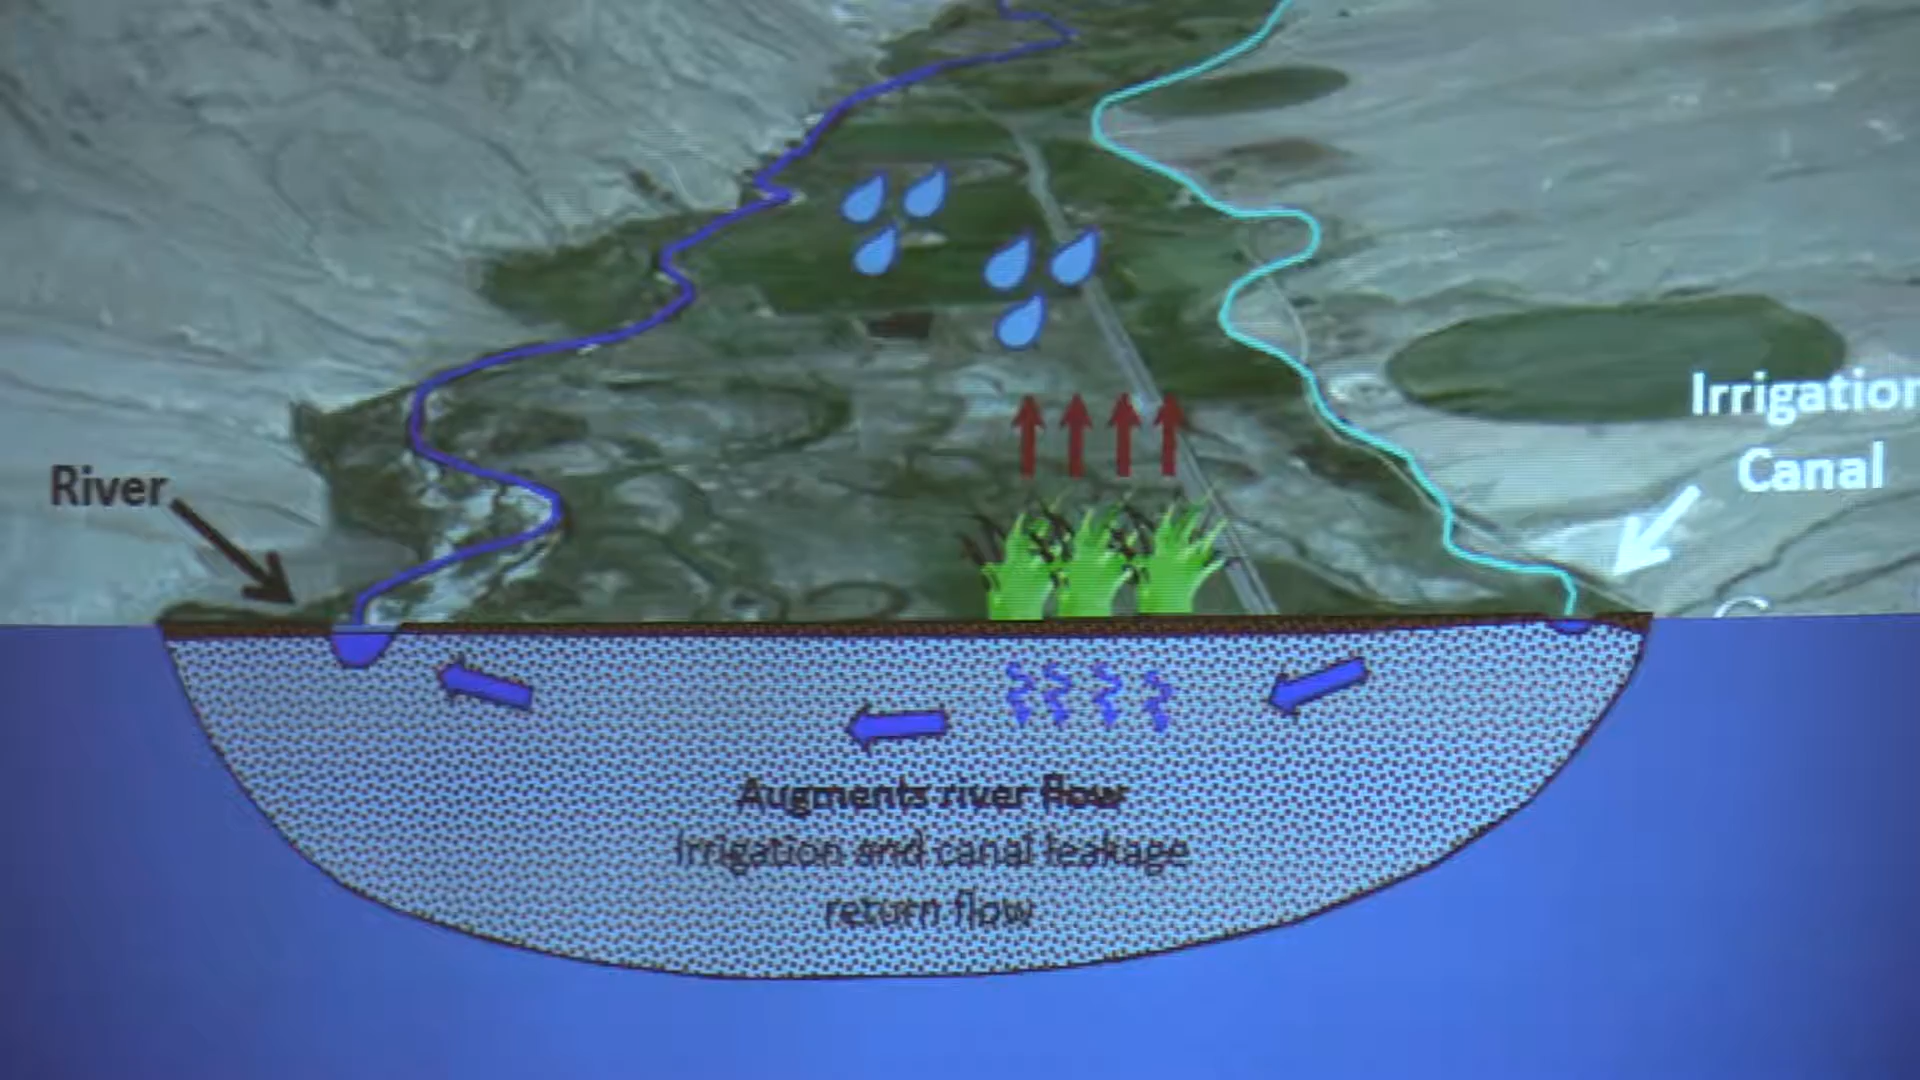 River
Irrigation
Canal
Augments river flow
Irrigation and canal leakage
return flow